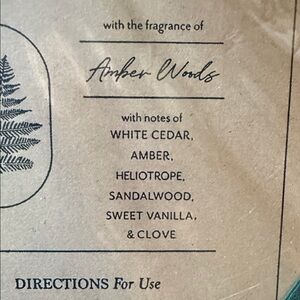 with the fragrance of
Amber Woods
with notes of
WHITE CEDAR,
AMBER,
HELIOTROPE,
SANDALWOOD,
SWEET VANILLA,
& CLOVE
DIRECTIONS For Use